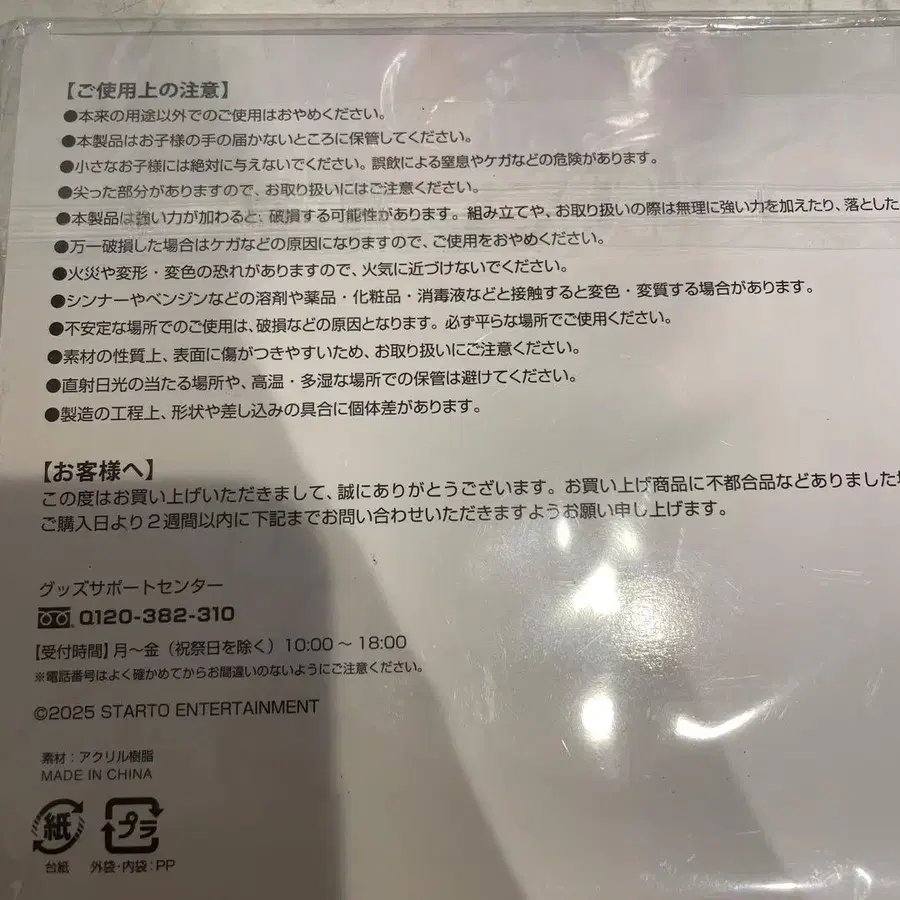 【ご使用上の注意】
●本来の用途以外でのご使用はおやめください。
●本製品はお子様の手の届かないところに保管してください。
●小さなお子様には絶対に与えないでください。誤飲による窒息やケガなどの危険があります。
●尖った部分がありますので、お取り扱いにはご注意ください。
●本製品は強い力が加わると、破損する可能性があります。組み立てや、お取り扱いの際は無理に強い力を加えたり、落とした
●万一破損した場合はケガなどの原因になりますので、ご使用をおやめください。
●火災や変形・変色の恐れがありますので、火気に近づけないでください。
●シンナーやベンジンなどの溶剤や薬品・化粧品・消毒液などと接触すると変色・変質する場合があります。
●不安定な場所でのご使用は、破損などの原因となります。必ず平らな場所でご使用ください。
●素材の性質上、表面に傷がつきやすいため、お取り扱いにご注意ください。
●直射日光の当たる場所や、高温・多湿な場所での保管は避けてください。
●製造の工程上、形状や差し込みの具合に個体差があります。
【お客様へ】
この度はお買い上げいただきまして、誠にありがとうございます。お買い上げ商品に不都合品などありました
ご購入日より2週間以内に下記までお問い合わせいただきますようお願い申し上げます。
グッズサポートセンター
0120-382-310
【受付時間】月～金（祝祭日を除く）10:00～18:00
※電話番号はよく確かめてからお間違いのないようにご注意ください。
©2025 STARTO ENTERTAINMENT
素材：アクリル樹脂
MADE IN CHINA
紙 プラ
台紙 外袋・内袋：PP